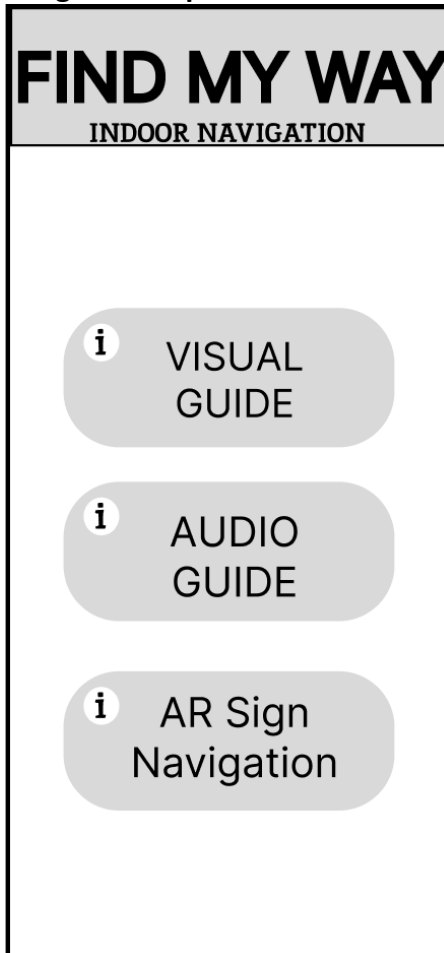 FIND MY WAY
INDOOR NAVIGATION
i
VISUAL
GUIDE
i
AUDIO
GUIDE
i
AR Sign
Navigation